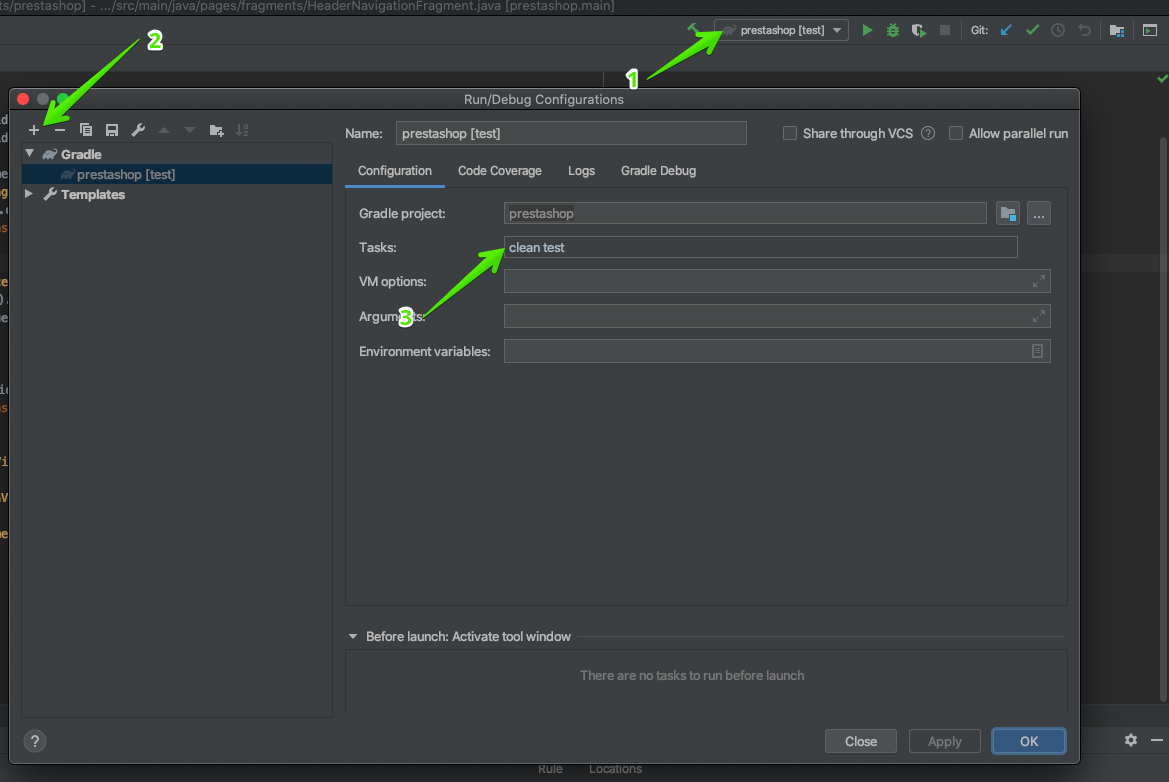 s/prestashop] - .../src/main/java/pages/fragments/HeaderNavigationFragment.java [prestashop.main]
2
1
prestashop [test]
Git:
Run/Debug Configurations
Name:
prestashop [test]
Share through VCS
?
Allow parallel run
Gradle
prestashop [test]
Templates
Configuration
Code Coverage
Logs
Gradle Debug
Gradle project:
prestashop
...
Tasks:
clean test
VM options:
3
Arguments:
Environment variables:
Before launch: Activate tool window
There are no tasks to run before launch
?
Close
Apply
OK
Rule
Locations